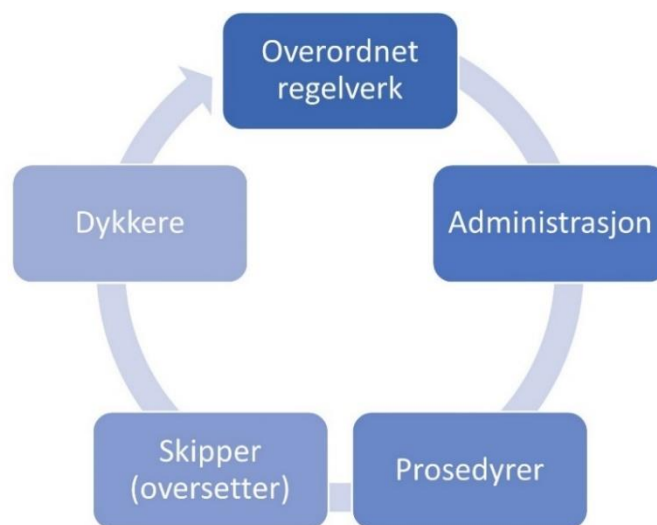 Overordnet
regelverk
Administrasjon
Prosedyrer
Skipper
(oversetter)
Dykkere